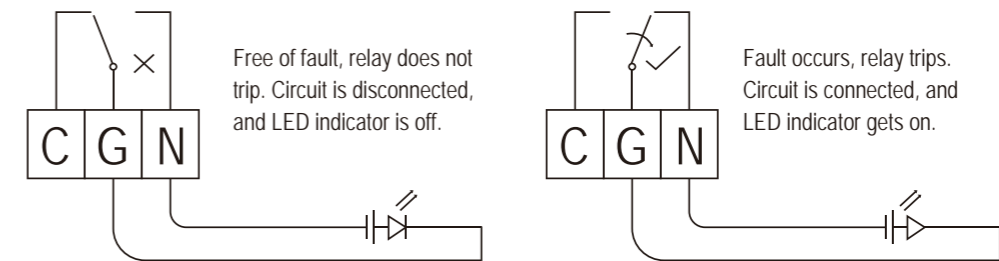 Free of fault, relay does not
trip. Circuit is disconnected,
and LED indicator is off.
C G N
Fault occurs, relay trips.
Circuit is connected, and
LED indicator gets on.
C G N